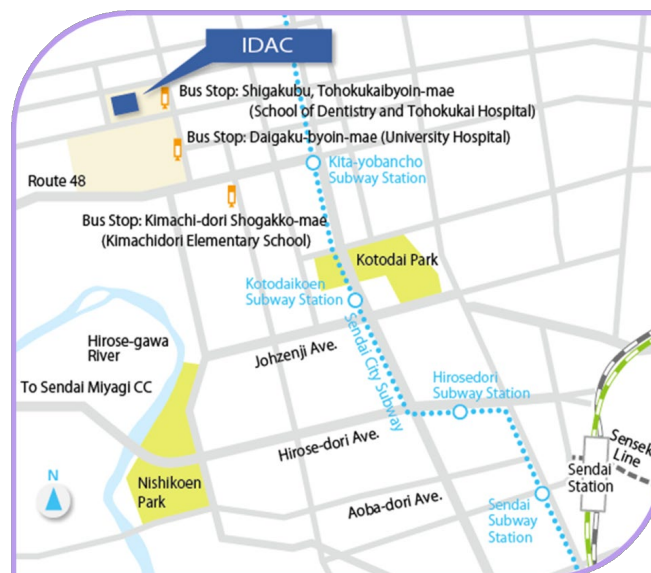 IDAC
Bus Stop: Shigakubu, Tohokukaibyoin-mae
(School of Dentistry and Tohokukai Hospital)
Bus Stop: Daigaku-byoin-mae (University Hospital)
Kita-yobancho
Subway Station
Route 48
Bus Stop: Kimachi-dori Shogakko-mae
(Kimachidori Elementary School)
Kotodai Park
Kotodaikoen
Subway Station
Hirose-gawa
River
Johzenji Ave.
Sendai City Subway
To Sendai Miyagi CC
Hirosedori
Subway Station
Hirose-dori Ave.
Sensek
Line
Sendai
Station
Nishikoen
Park
Aoba-dori Ave.
Sendai
Subway
Station
N